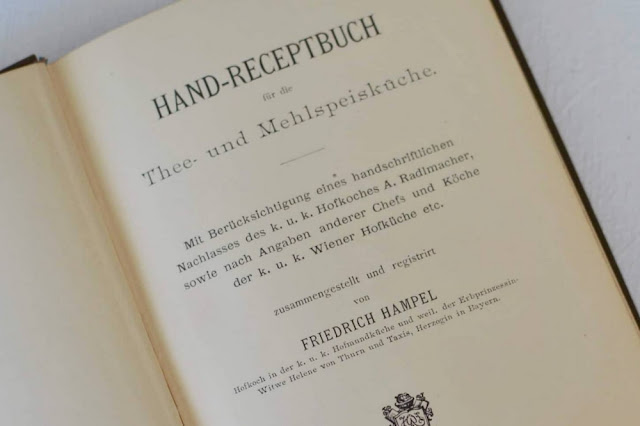 HAND-RECEPTBUCH
für die
Thee- und Mehlspeisküche.
Mit Berücksichtigung eines handschriftlichen
Nachlasses des k. u. k. Hofkoches A. Radlmacher,
sowie nach Angaben anderer Chefs und Köche
der k. u. k. Wiener Hofküche etc.
zusammengestellt und registrirt
von
FRIEDRICH HAMPEL
Hofkoch in der k. u. k. Hofmundküche und weil. der Erbprinzessin-
Witwe Helene von Thurn und Taxis, Herzogin in Bayern.